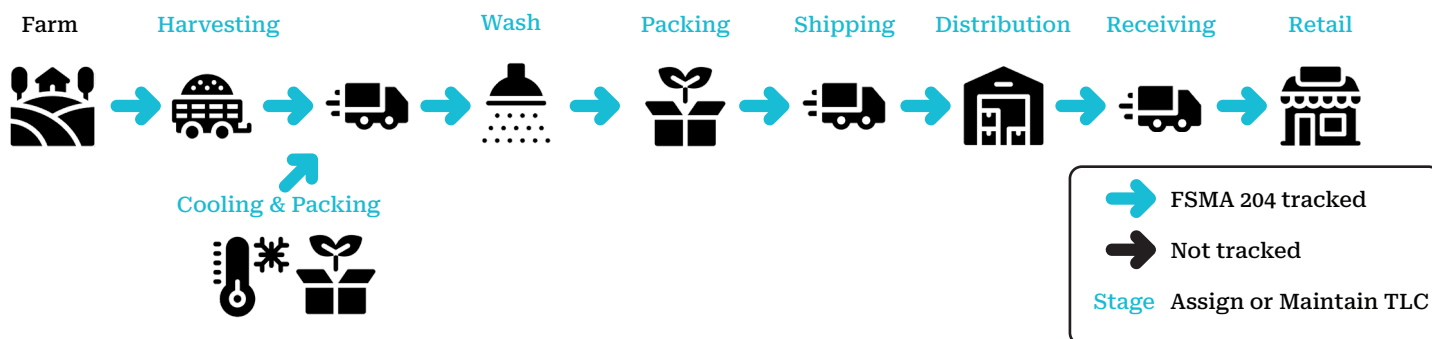 Farm
Harvesting
Wash
Packing
Shipping
Distribution
Receiving
Retail
Cooling & Packing
FSMA 204 tracked
Not tracked
Stage Assign or Maintain TLC